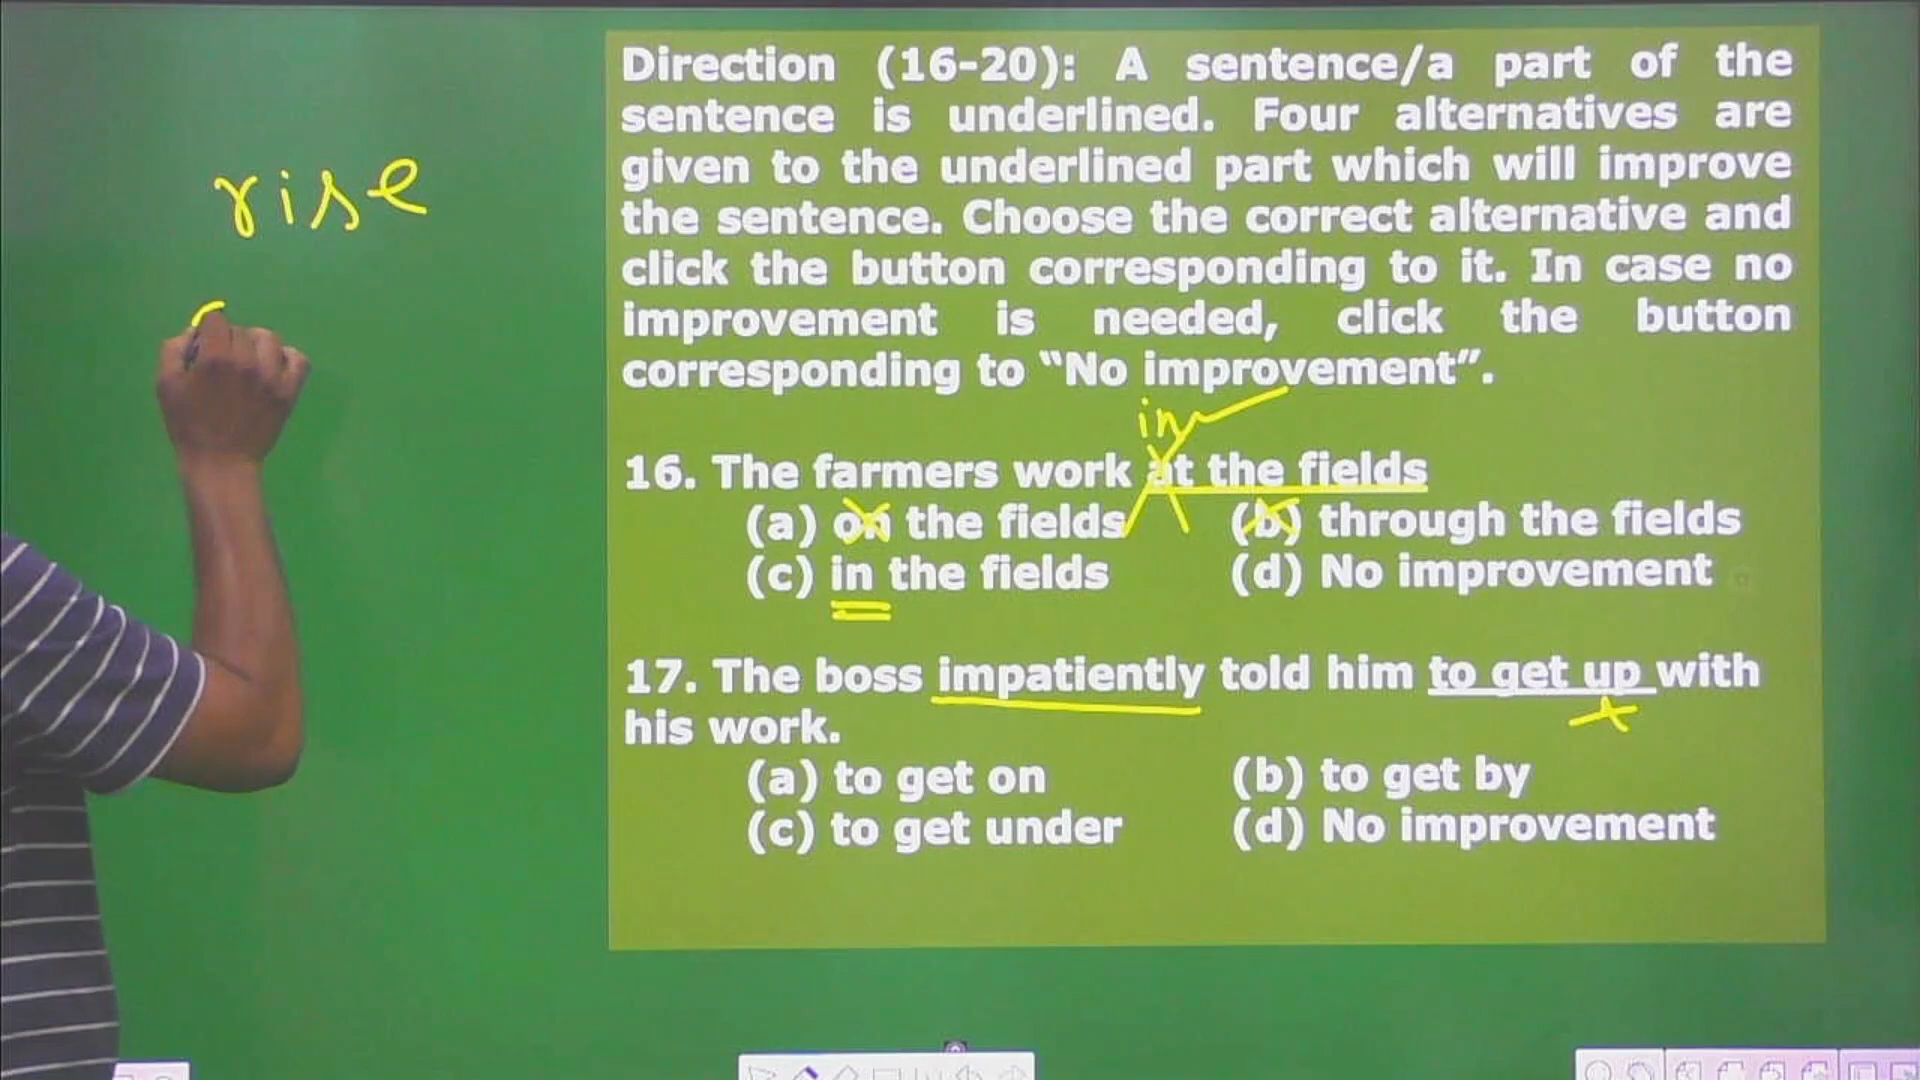 rise
Direction (16-20): A sentence/a part of the
sentence is underlined. Four alternatives are
given to the underlined part which will improve
the sentence. Choose the correct alternative and
click the button corresponding to it. In case no
improvement is needed, click the button
corresponding to “No improvement”.
in
16. The farmers work at the fields
(a) on the fields (b) through the fields
(c) in the fields (d) No improvement
17. The boss impatiently told him to get up with
his work.
(a) to get on (b) to get by
(c) to get under (d) No improvement